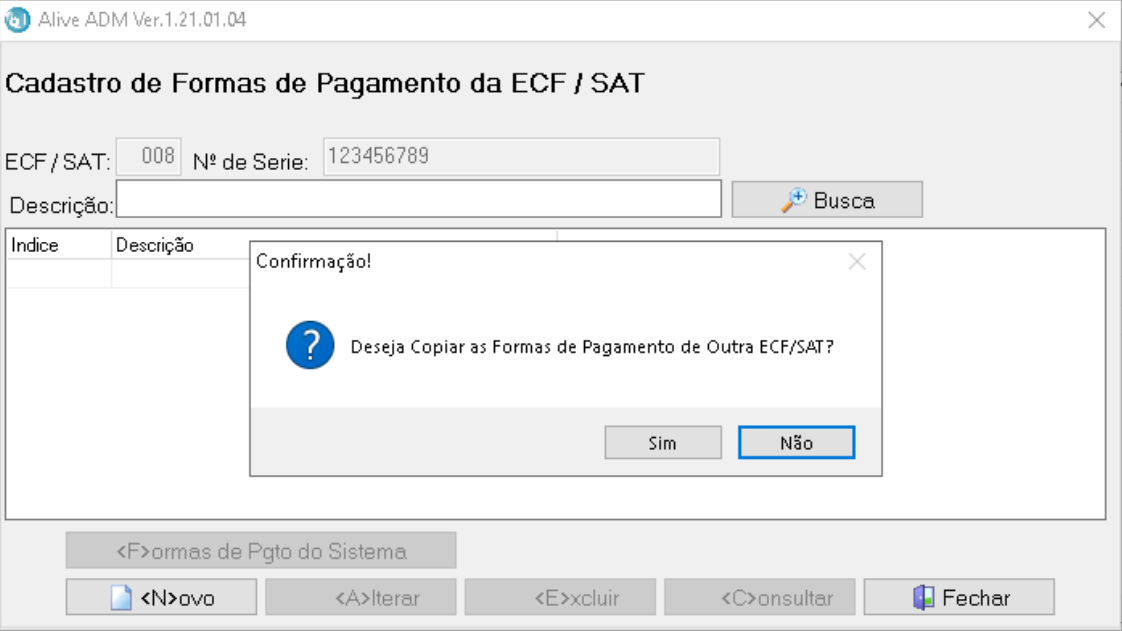 Alive ADM Ver.1.21.01.04
Cadastro de Formas de Pagamento da ECF / SAT
ECF / SAT: 008 Nº de Serie: 123456789
Descrição: Busca
Indice Descrição
Confirmação!
Deseja Copiar as Formas de Pagamento de Outra ECF/SAT?
Sim Não
<F>ormas de Pgto do Sistema
<N>ovo <A>lterar <E>xcluir <C>onsultar Fechar